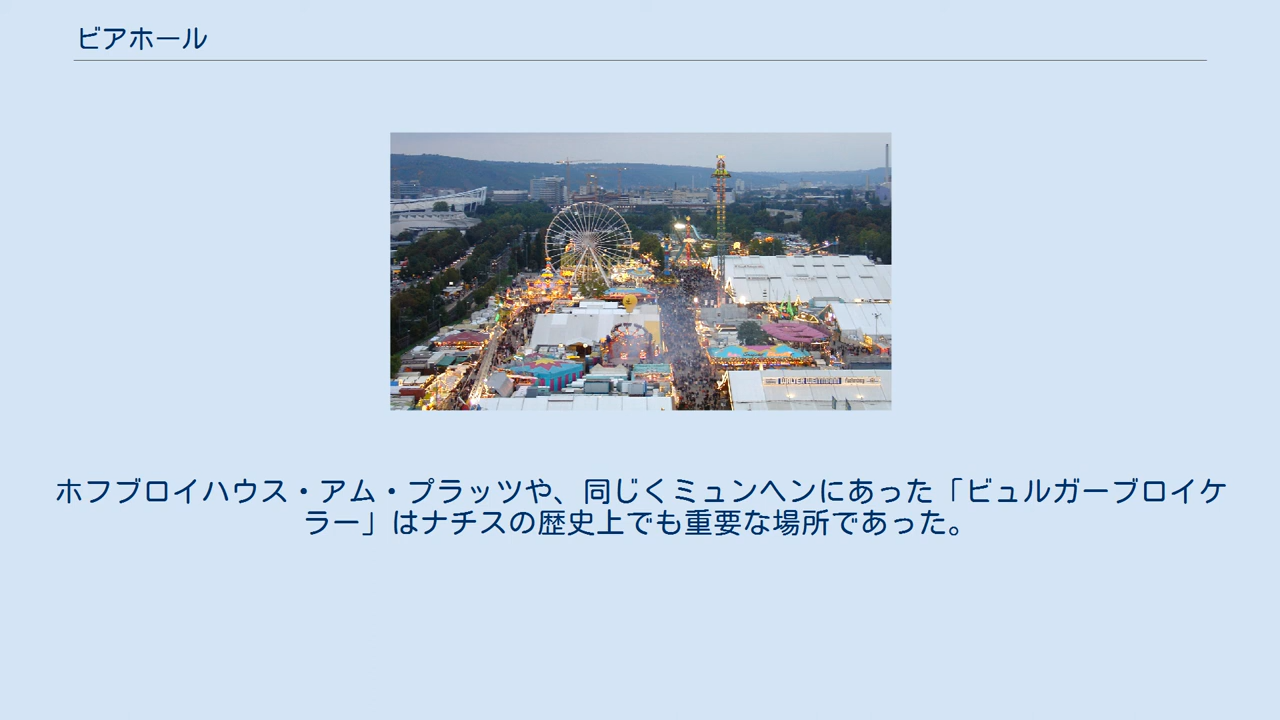 ビアホール
ホフブロイハウス・アム・プラッツや、同じくミュンヘンにあった「ビュルガーブロイケ
ラー」はナチスの歴史上でも重要な場所であった。